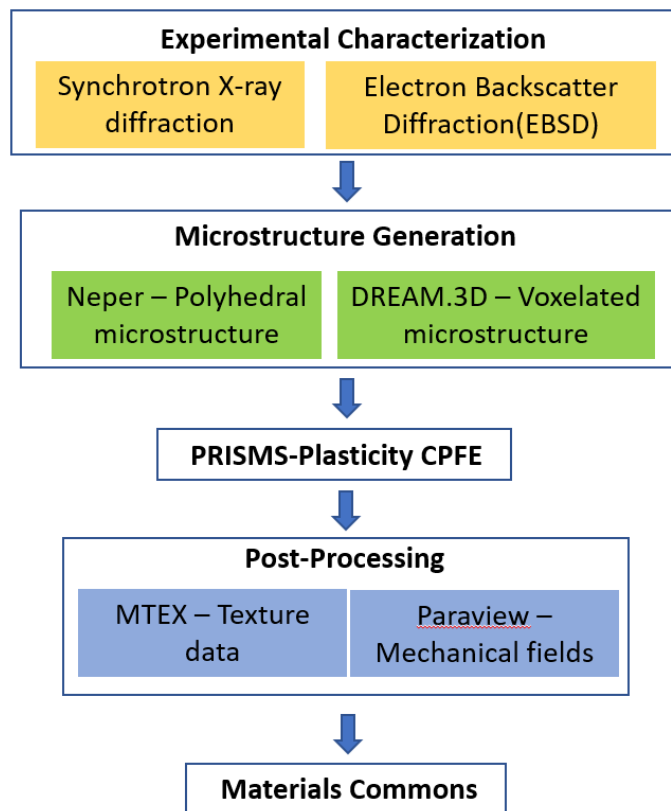 Experimental Characterization
Synchrotron X-ray
diffraction
Electron Backscatter
Diffraction(EBSD)
Microstructure Generation
Neper – Polyhedral
microstructure
DREAM.3D – Voxelated
microstructure
PRISMS-Plasticity CPFE
Post-Processing
MTEX – Texture
data
Paraview –
Mechanical fields
Materials Commons